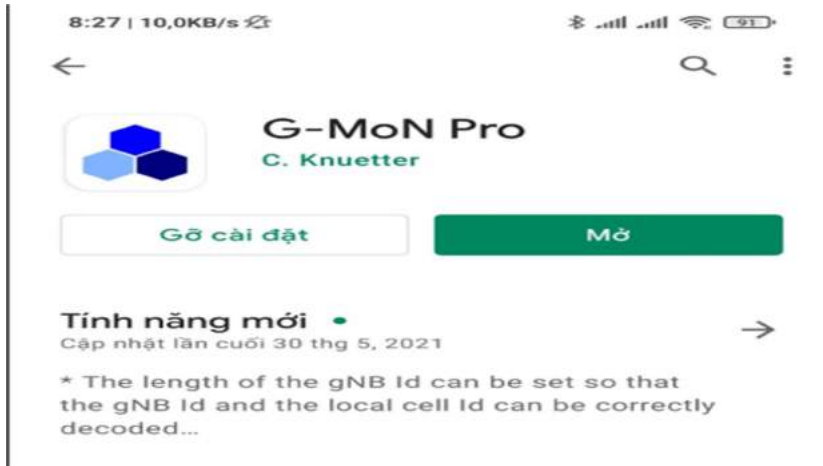 8:27 | 10,0KB/s
91
G-MoN Pro
C. Knuetter
Gỡ cài đặt
Mở
Tính năng mới
Cập nhật lần cuối 30 thg 5, 2021
* The length of the gNB Id can be set so that
the gNB Id and the local cell Id can be correctly
decoded...